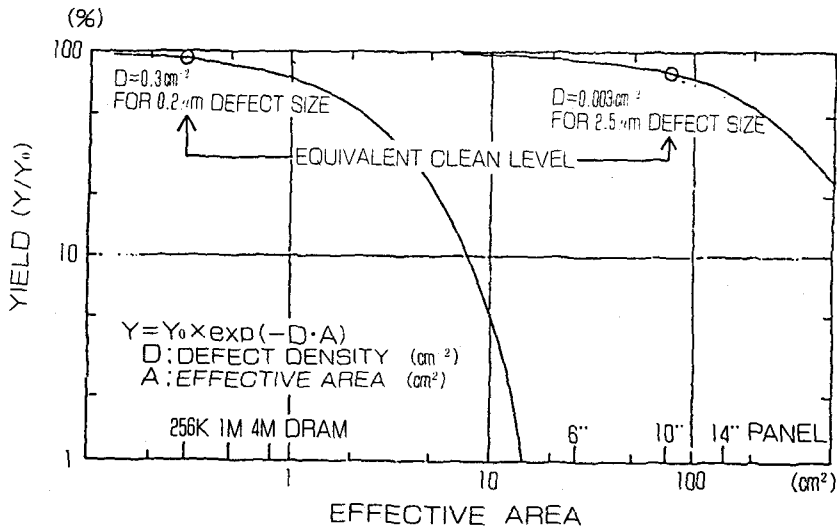 (%)
100
D=0.3cm⁻²
FOR 0.2μm DEFECT SIZE
D=0.003cm⁻²
FOR 2.5μm DEFECT SIZE
EQUIVALENT CLEAN LEVEL
YIELD (Y/Y₀)
10
Y=Y₀×exp(-D·A)
D:DEFECT DENSITY (cm⁻²)
A:EFFECTIVE AREA (cm²)
256K 1M 4M DRAM
6" 10" 14" PANEL
1
1 10 100 (cm²)
EFFECTIVE AREA